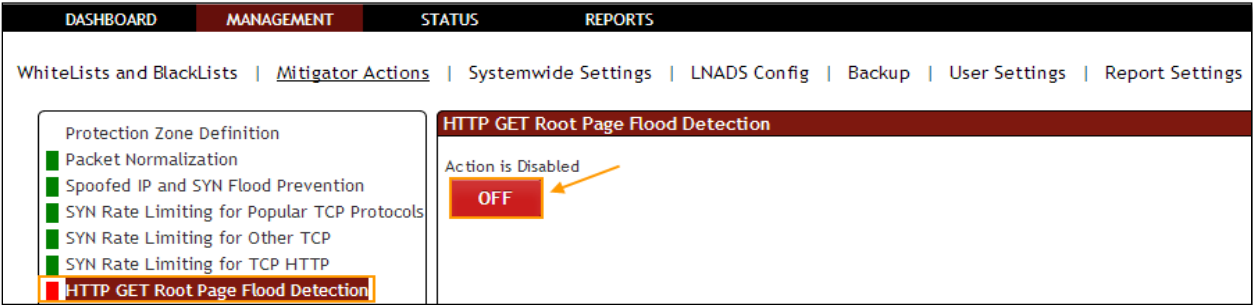 DASHBOARD MANAGEMENT STATUS REPORTS
WhiteLists and BlackLists | Mitigator Actions | Systemwide Settings | LNADS Config | Backup | User Settings | Report Settings
Protection Zone Definition
Packet Normalization
Spoofed IP and SYN Flood Prevention
SYN Rate Limiting for Popular TCP Protocols
SYN Rate Limiting for Other TCP
SYN Rate Limiting for TCP HTTP
HTTP GET Root Page Flood Detection
HTTP GET Root Page Flood Detection
Action is Disabled
OFF